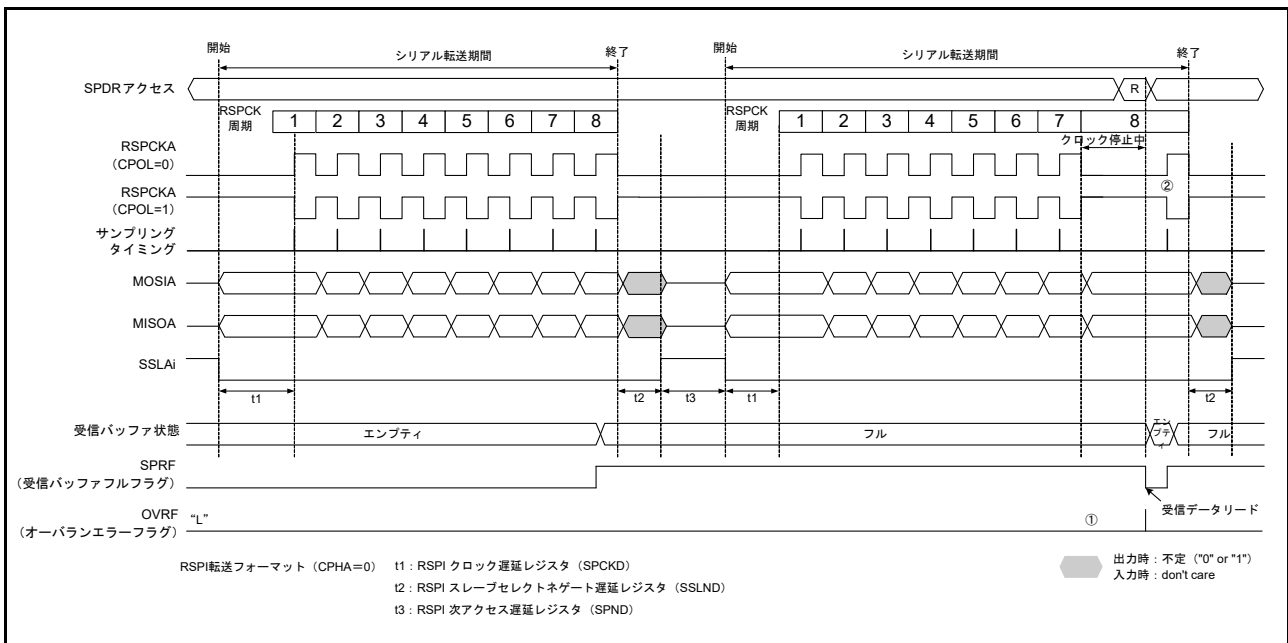 開始
シリアル転送期間
終了
開始
シリアル転送期間
終了
SPDRアクセス
R
RSPCK
周期
1 2 3 4 5 6 7 8
RSPCK
周期
1 2 3 4 5 6 7 8
クロック停止中
RSPCKA
（CPOL=0）
RSPCKA
（CPOL=1）
②
サンプリング
タイミング
MOSIA
MISOA
SSLAi
t1
t2
t3
t1
t2
受信バッファ状態
エンプティ
フル
エンプティ
フル
SPRF
（受信バッファフルフラグ）
受信データリード
OVRF
（オーバランエラーフラグ）
“L”
①
RSPI転送フォーマット（CPHA＝0）
t1：RSPI クロック遅延レジスタ（SPCKD）
t2：RSPI スレーブセレクトネゲート遅延レジスタ（SSLND）
t3：RSPI 次アクセス遅延レジスタ（SPND）
出力時：不定（"0" or "1"）
入力時：don't care